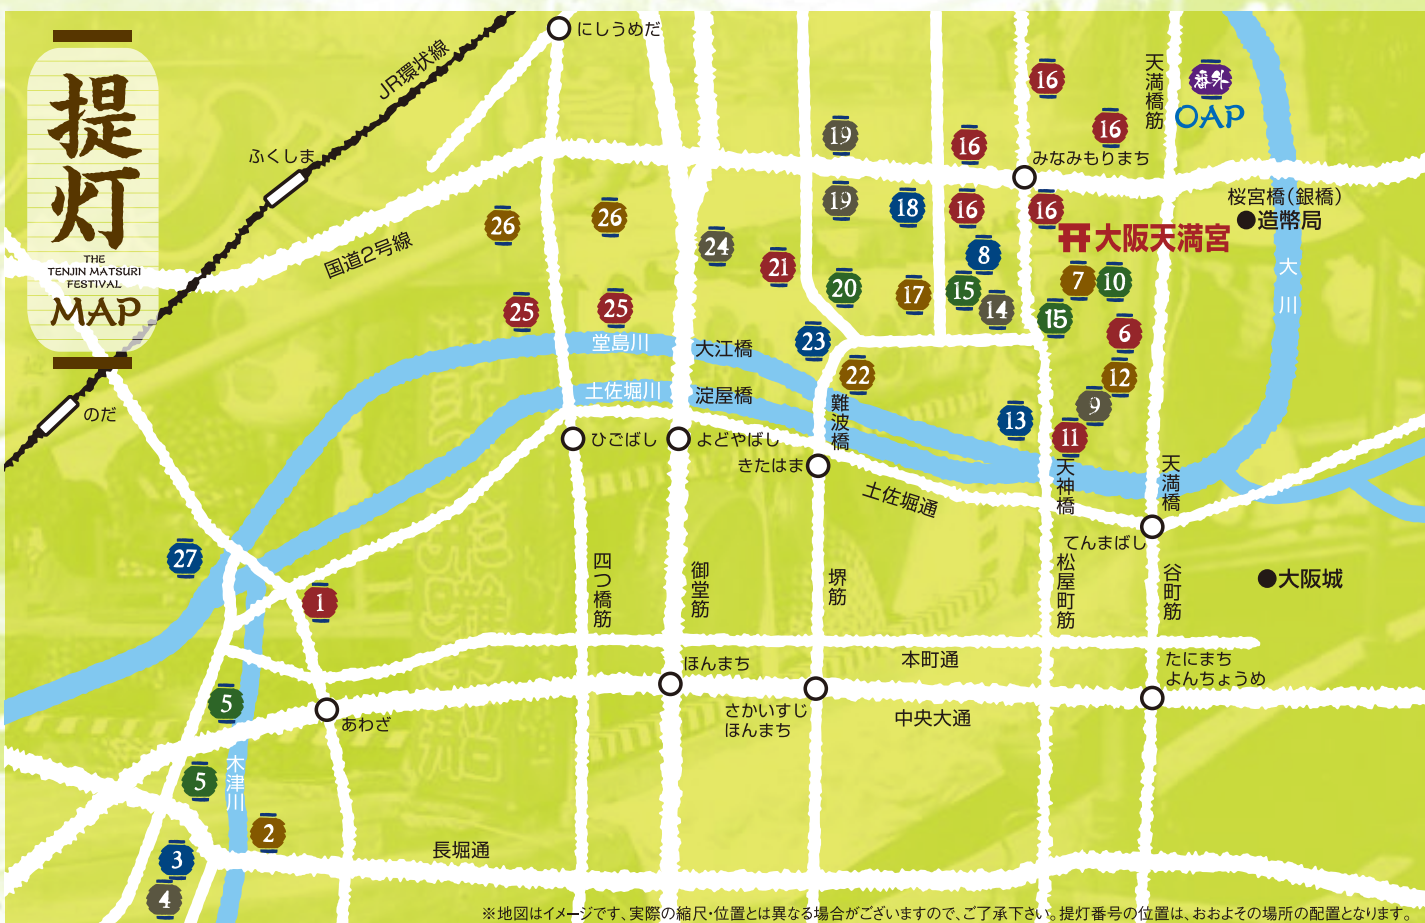 提灯
THE
TENJIN MATSURI
FESTIVAL
MAP
JR環状線
にしうめだ
ふくしま
国道2号線
のだ
天満橋筋
番外
OAP
16
16
19
16
みなみもりまち
桜宮橋(銀橋)
●造幣局
19
18
16
16
大阪天満宮
26
26
24
21
8
7
10
大川
20
17
15
14
15
6
25
25
堂島川
大江橋
23
22
12
土佐堀川
淀屋橋
難波橋
13
9
11
ひごばし
よどやばし
きたはま
土佐堀通
天神橋
天満橋
てんまばし
27
1
四つ橋筋
御堂筋
堺筋
松屋町筋
谷町筋
●大阪城
本町通
ほんまち
たにまち
よんちょうめ
5
あわざ
さかいすじ
ほんまち
中央大通
5
木津川
2
3
4
長堀通
※地図はイメージです、実際の縮尺・位置とは異なる場合がございますので、ご了承下さい。提灯番号の位置は、おおよその場所の配置となります。